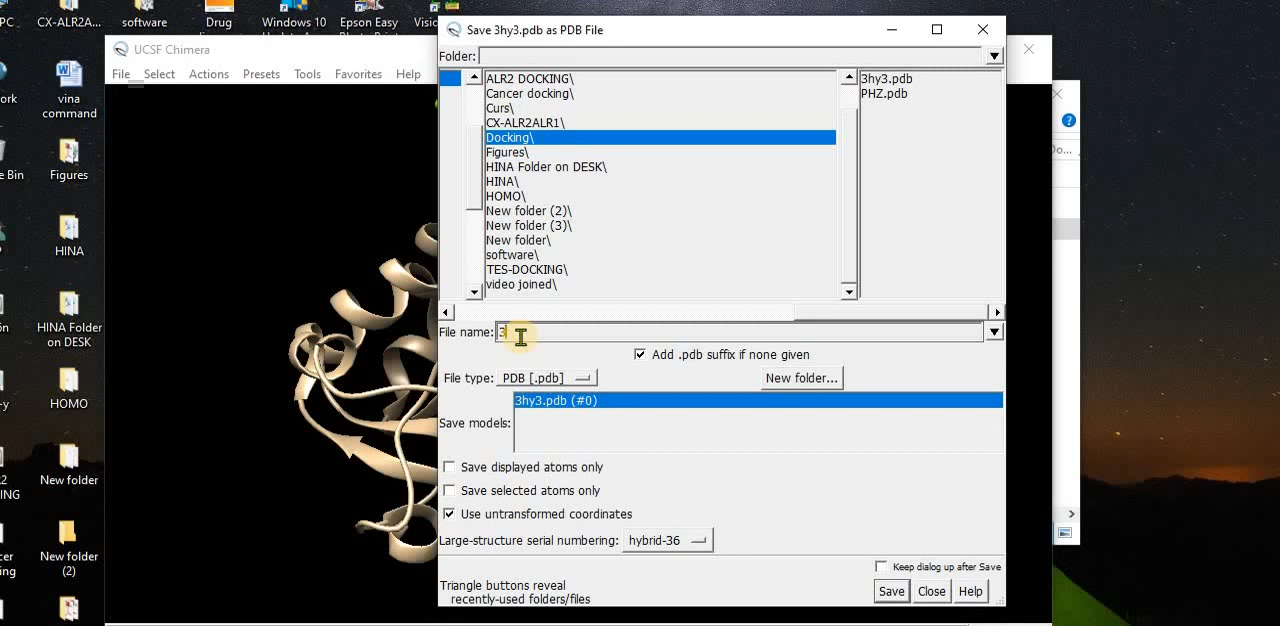 PC
CX-ALR2A...
software
Drug
Windows 10
Epson Easy
Save 3hy3.pdb as PDB File
UCSF Chimera
File Select Actions Presets Tools Favorites Help
Folder:
ALR2 DOCKING\
Cancer docking\
Curs\
CX-ALR2ALR1\
Docking\
Figures\
HINA Folder on DESK\
HINA\
HOMO\
New folder (2)\
New folder (3)\
New folder\
software\
TES-DOCKING\
video joined\
3hy3.pdb
PHZ.pdb
File name: 3
Add .pdb suffix if none given
File type: PDB [.pdb]
New folder...
3hy3.pdb (#0)
Save models:
Save displayed atoms only
Save selected atoms only
Use untransformed coordinates
Large-structure serial numbering: hybrid-36
Keep dialog up after Save
Triangle buttons reveal
recently-used folders/files
Save Close Help
vina
command
Figures
HINA
HINA Folder
on DESK
HOMO
New folder
New folder
(2)
e Bin
ING
?